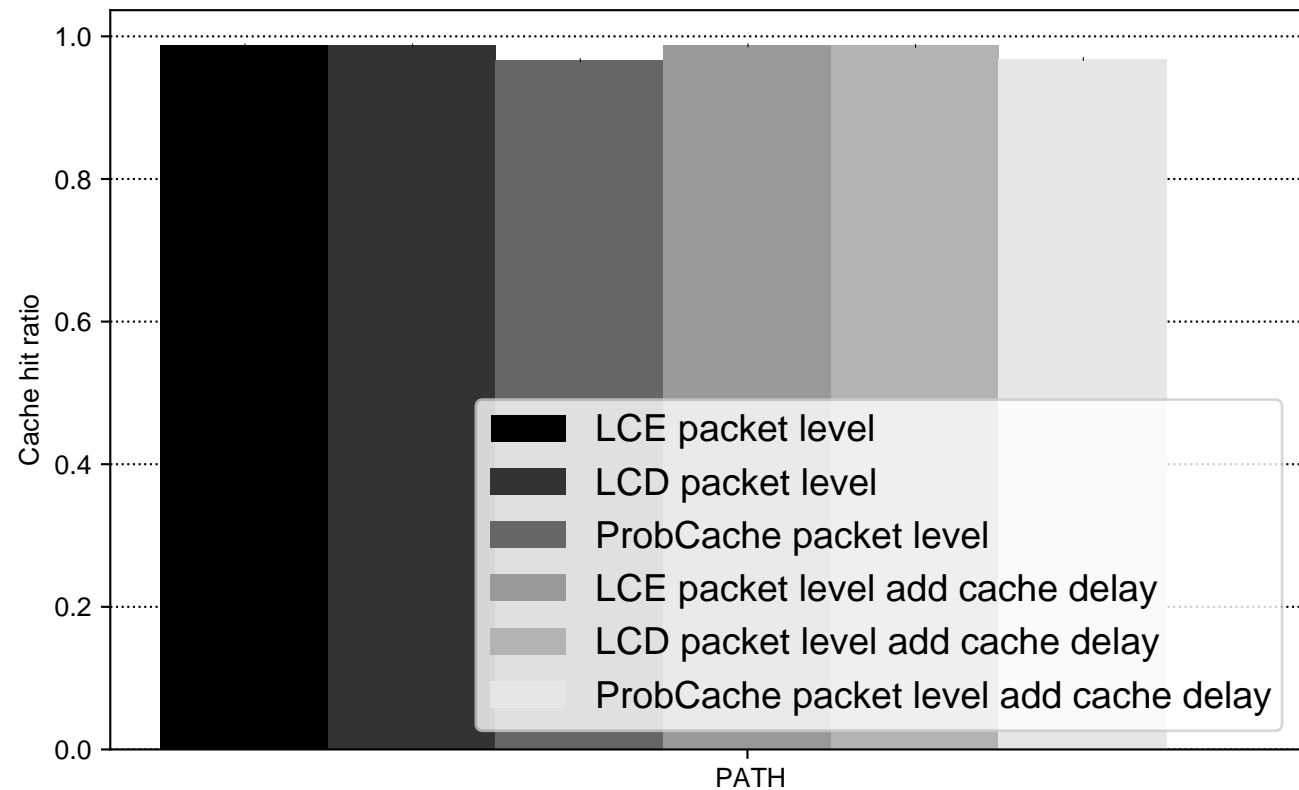 1.0
0.8
0.6
0.4
0.2
0.0
Cache hit ratio
PATH
LCE packet level
LCD packet level
ProbCache packet level
LCE packet level add cache delay
LCD packet level add cache delay
ProbCache packet level add cache delay